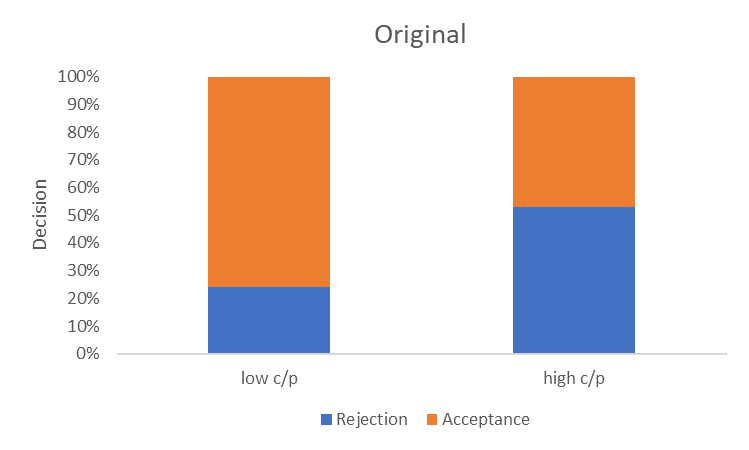 Original
100%
90%
80%
70%
60%
50%
40%
30%
20%
10%
0%
Decision
low c/p high c/p
Rejection Acceptance